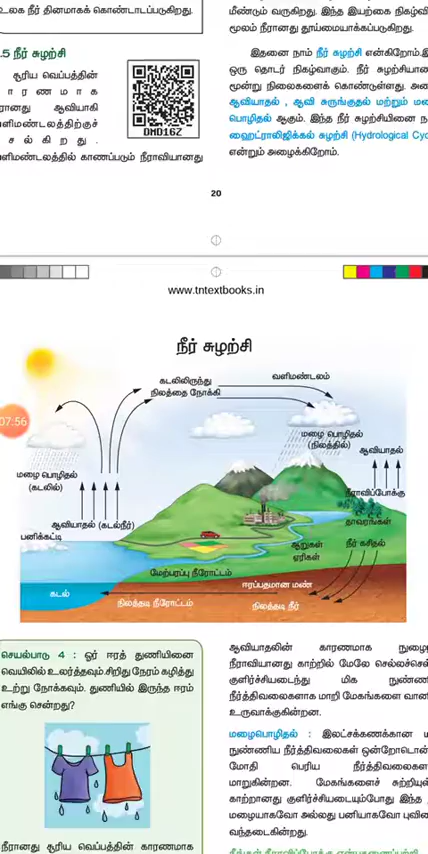 உலக நீர் தினமாகக் கொண்டாடப்படுகிறது.
.5 நீர் சுழற்சி
சூரிய வெப்பத்தின்
ா ர ண ம ா க
ரானது ஆவியாகி
ளிமண்டலத்திற்குச்
ச ல் கி ற து .
ளிமண்டலத்தில் காணப்படும் நீராவியானது
DMD16Z
மீண்டும் வருகிறது. இந்த இயற்கை நிகழ்வி
மூலம் நீரானது தூய்மையாக்கப்படுகிறது.
இதனை நாம் நீர் சுழற்சி என்கிறோம்.இ
ஒரு தொடர் நிகழ்வாகும். நீர் சுழற்சியான
மூன்று நிலைகளைக் கொண்டுள்ளது. அவை
ஆவியாதல் , ஆவி சுருங்குதல் மற்றும் மழை
பொழிதல் ஆகும். இந்த நீர் சுழற்சியினை ந
ஹைட்ராலிஜிக்கல் சுழற்சி (Hydrological Cyc
என்றும் அழைக்கிறோம்.
20
www.tntextbooks.in
நீர் சுழற்சி
கடலிலிருந்து
நிலத்தை நோக்கி
வளிமண்டலம்
07:56
மழை பொழிதல்
(நிலத்தில்)
ஆவியாதல்
மழை பொழிதல்
(கடலில்)
நீராவிப்போக்கு
தாவரங்கள்
ஆவியாதல் (கடல்நீர்)
பனிக்கட்டி
ஆறுகள்
ஏரிகள்
நீர் கசிதல்
மேற்பரப்பு நீரோட்டம்
ஈரப்பதமான மண்
கடல்
நிலத்தடி நீரோட்டம்
நிலத்தடி நீர்
செயல்பாடு 4 : ஓர் ஈரத் துணியினை
வெயிலில் உலர்த்தவும்.சிறிது நேரம் கழித்து
உற்று நோக்கவும். துணியில் இருந்த ஈரம்
எங்கு சென்றது?
நீரானது சூரிய வெப்பத்தின் காரணமாக
ஆவியாதலின் காரணமாக நுழை
நீராவியானது காற்றில் மேலே செல்லச்செல்
குளிர்ச்சியடைந்து மிக நுண்ணி
நீர்த்திவலைகளாக மாறி மேகங்களை வானி
உருவாக்குகின்றன.
மழைபொழிதல் : இலட்சக்கணக்கான ம
நுண்ணிய நீர்த்திவலைகள் ஒன்றோடொன்
மோதி பெரிய நீர்த்திவலைகள
மாறுகின்றன. மேகங்களைச் சுற்றியுள்
காற்றானது குளிர்ச்சியடையும்போது இந்த
மழையாகவோ அல்லது பனியாகவோ புவியை
வந்தடைகின்றது.